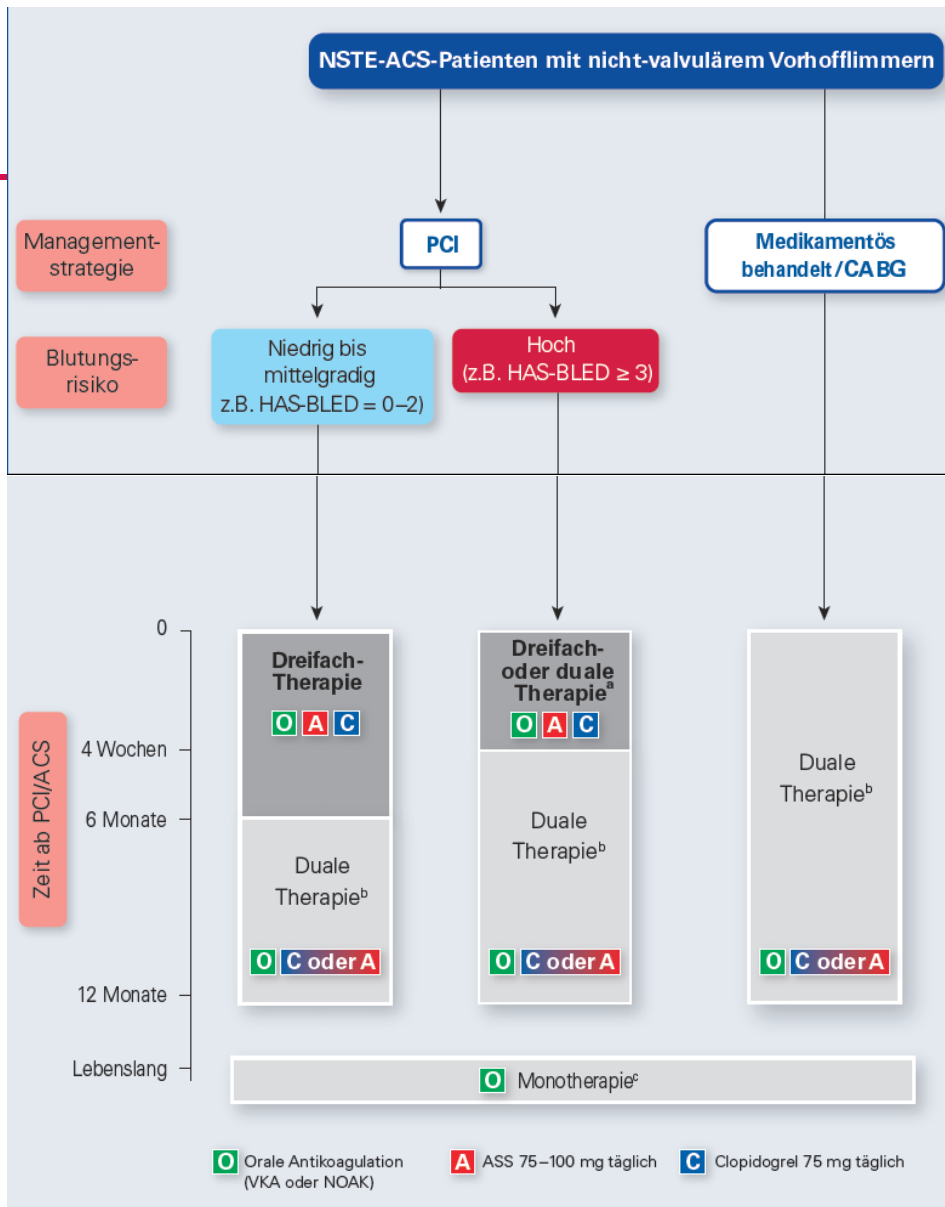 NSTE-ACS-Patienten mit nicht-valvulärem Vorhofflimmern
Management-
strategie
PCI
Medikamentös
behandelt/CABG
Blutungs-
risiko
Niedrig bis
mittelgradig
z.B. HAS-BLED = 0–2)
Hoch
(z.B. HAS-BLED ≥ 3)
Zeit ab PCI/ACS
0
4 Wochen
6 Monate
12 Monate
Lebenslang
Dreifach-
Therapie
O A C
Duale
Therapieᵇ
O C oder A
Dreifach-
oder duale
Therapieᵃ
O A C
Duale
Therapieᵇ
O C oder A
Duale
Therapieᵇ
O C oder A
O Monotherapieᶜ
O Orale Antikoagulation
(VKA oder NOAK)
A ASS 75–100 mg täglich
C Clopidogrel 75 mg täglich